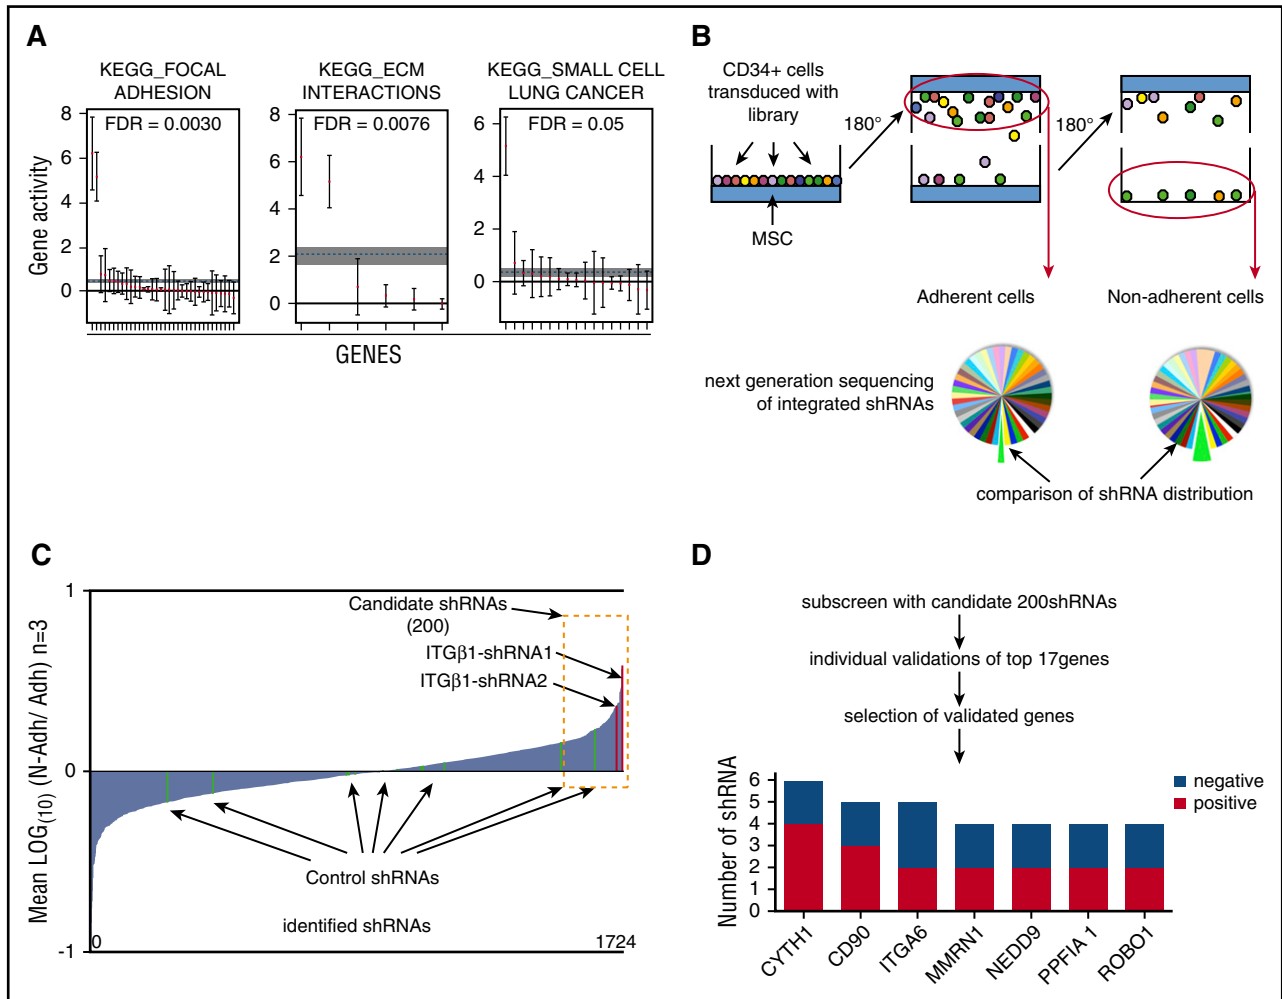 A
KEGG_FOCAL
ADHESION
KEGG_ECM
INTERACTIONS
KEGG_SMALL CELL
LUNG CANCER
FDR = 0.0030
FDR = 0.0076
FDR = 0.05
Gene activity
8
6
4
2
0
8
6
4
2
0
6
4
2
0
GENES
B
CD34+ cells
transduced with
library
180°
180°
MSC
Adherent cells
Non-adherent cells
next generation sequencing
of integrated shRNAs
comparison of shRNA distribution
C
Mean LOG(10) (N-Adh/ Adh) n=3
1
0
-1
Candidate shRNAs
(200)
ITGβ1-shRNA1
ITGβ1-shRNA2
Control shRNAs
identified shRNAs
0
1724
D
subscreen with candidate 200shRNAs
individual validations of top 17genes
selection of validated genes
Number of shRNA
6
5
4
3
2
1
0
negative
positive
CYTH1
CD90
ITGA6
MMRN1
NEDD9
PPFIA 1
ROBO1